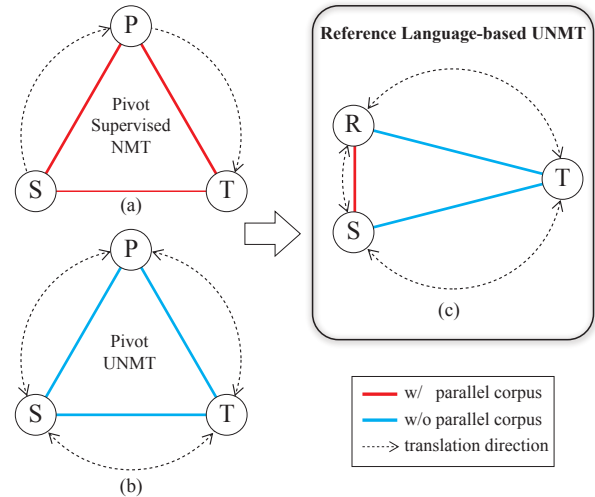 P
Pivot
Supervised
NMT
S
T
(a)
P
Pivot
UNMT
S
T
(b)
Reference Language-based UNMT
R
T
S
(c)
w/ parallel corpus
w/o parallel corpus
translation direction